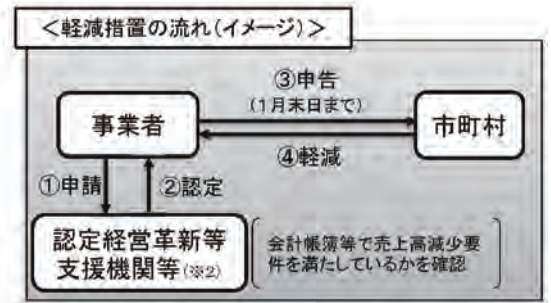 ＜軽減措置の流れ(イメージ)＞
③申告
(1月末日まで)
事業者
市町村
④軽減
①申請
②認定
認定経営革新等
支援機関等(※2)
会計帳簿等で売上高減少要
件を満たしているかを確認